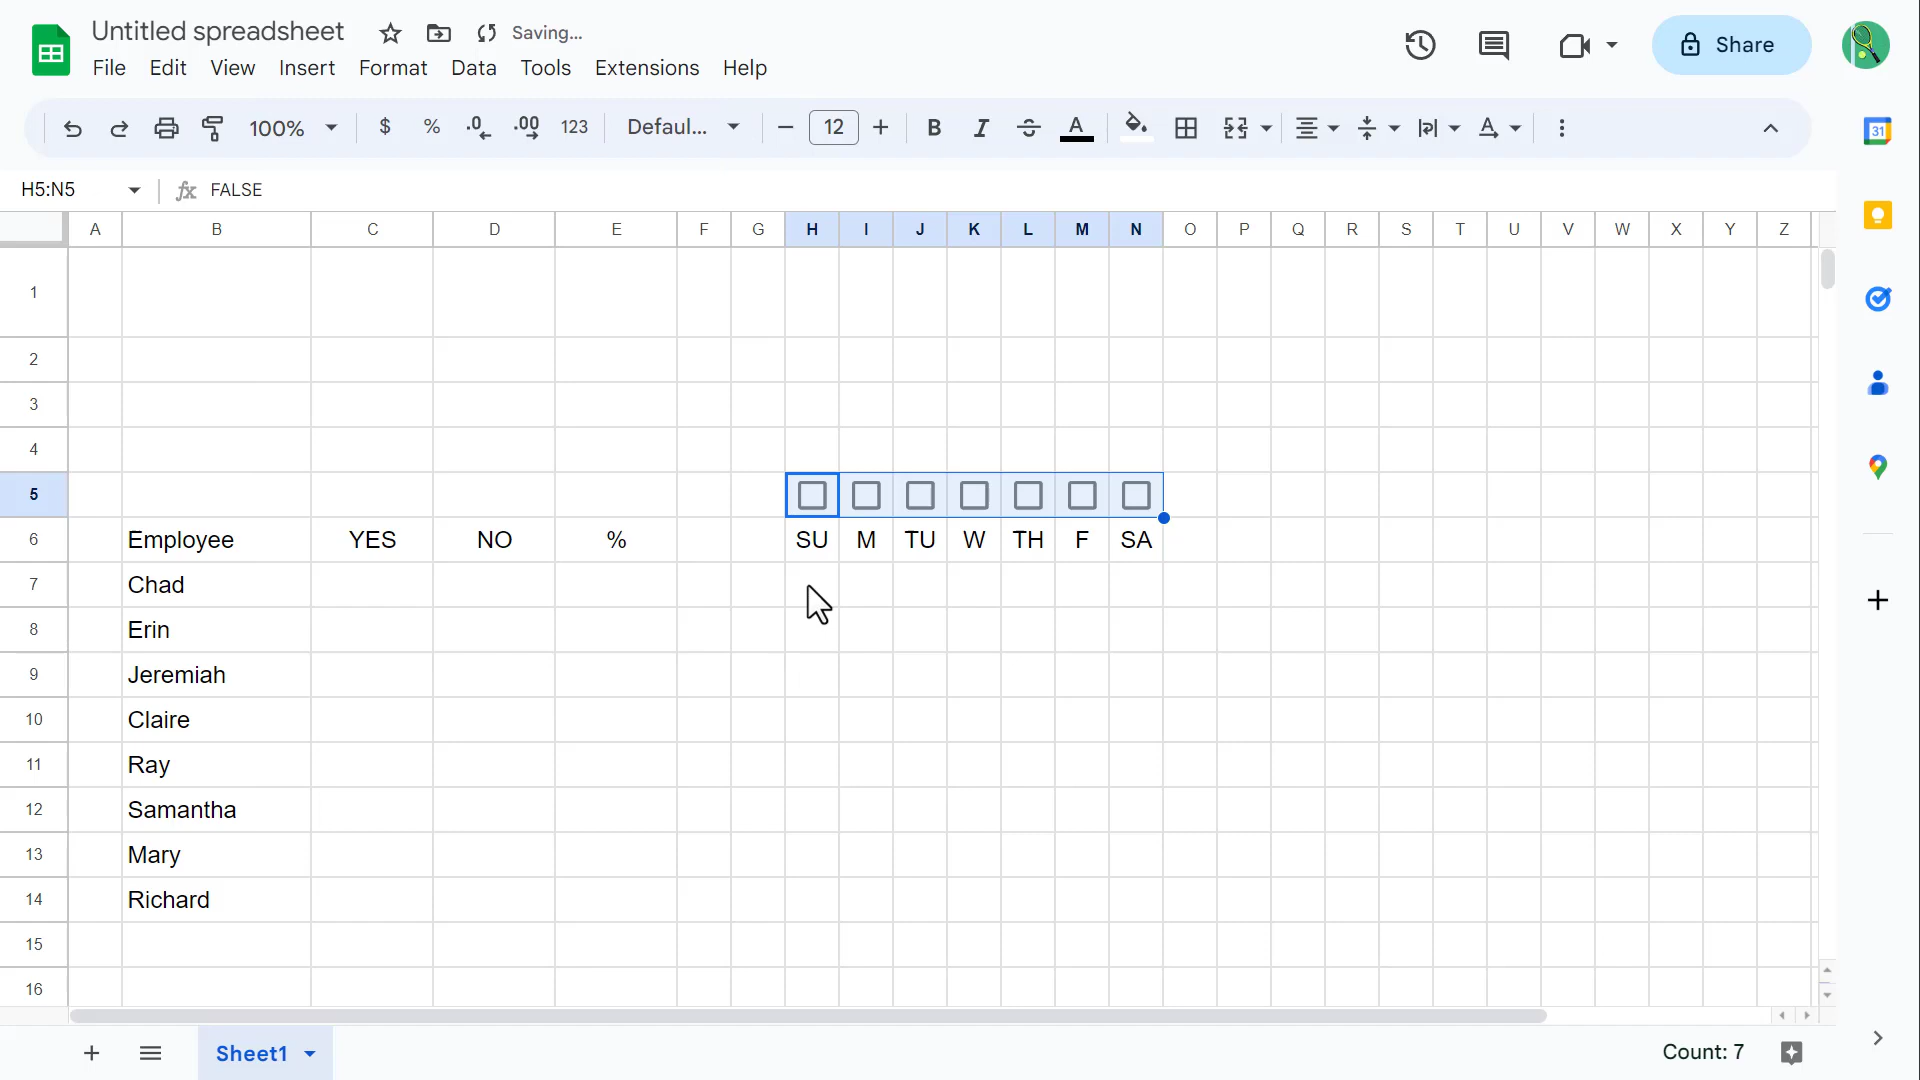 Untitled spreadsheet Saving...
File Edit View Insert Format Data Tools Extensions Help
Share
100% $ % .0 .00 123 Defaul... 12 B I S A A
31
H5:N5 fx FALSE
A B C D E F G H I J K L M N O P Q R S T U V W X Y Z
1
2
3
4
5
6 Employee YES NO % SU M TU W TH F SA
7 Chad
8 Erin
9 Jeremiah
10 Claire
11 Ray
12 Samantha
13 Mary
14 Richard
15
16
Sheet1 Count: 7